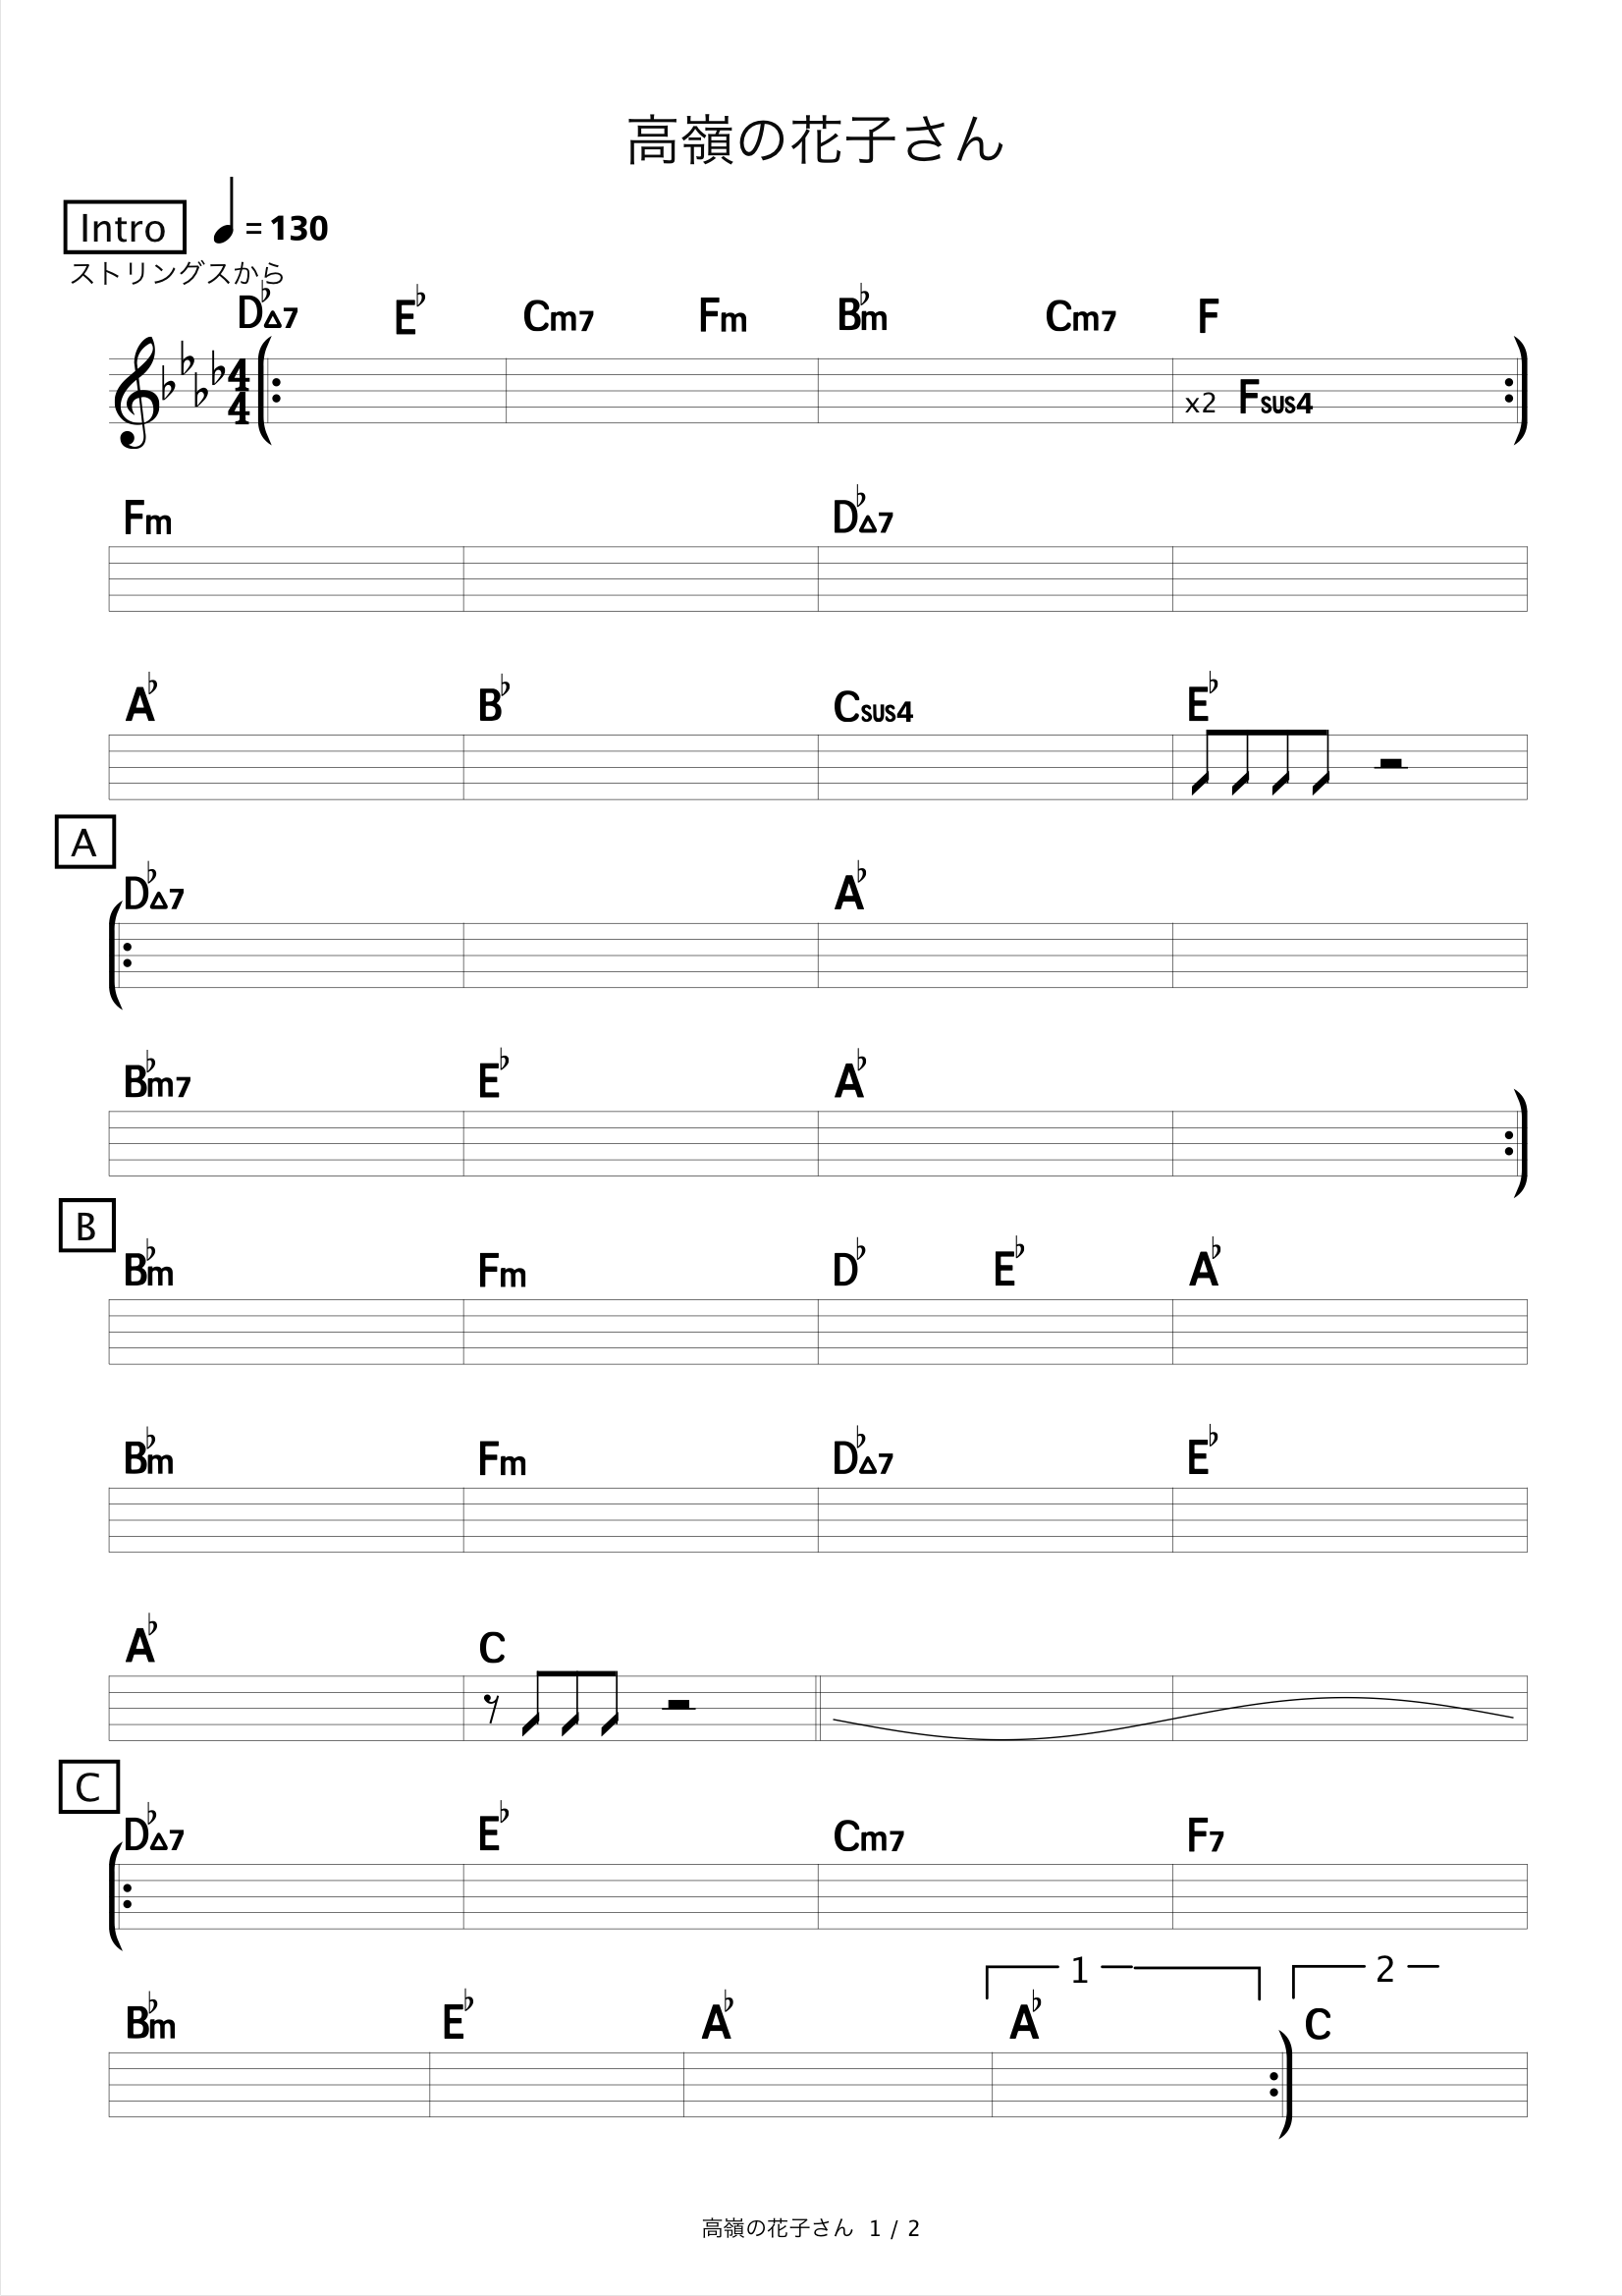 高嶺の花子さん
Intro ♩ = 130
ストリングスから
D♭△7 E♭ Cm7 Fm B♭m Cm7 F
4/4
x2 Fsus4
Fm D♭△7
A♭ B♭ Csus4 E♭
A
D♭△7 A♭
B♭m7 E♭ A♭
B
B♭m Fm D♭ E♭ A♭
B♭m Fm D♭△7 E♭
A♭ C
C
D♭△7 E♭ Cm7 F7
1 2
B♭m E♭ A♭ A♭ C
高嶺の花子さん 1 / 2